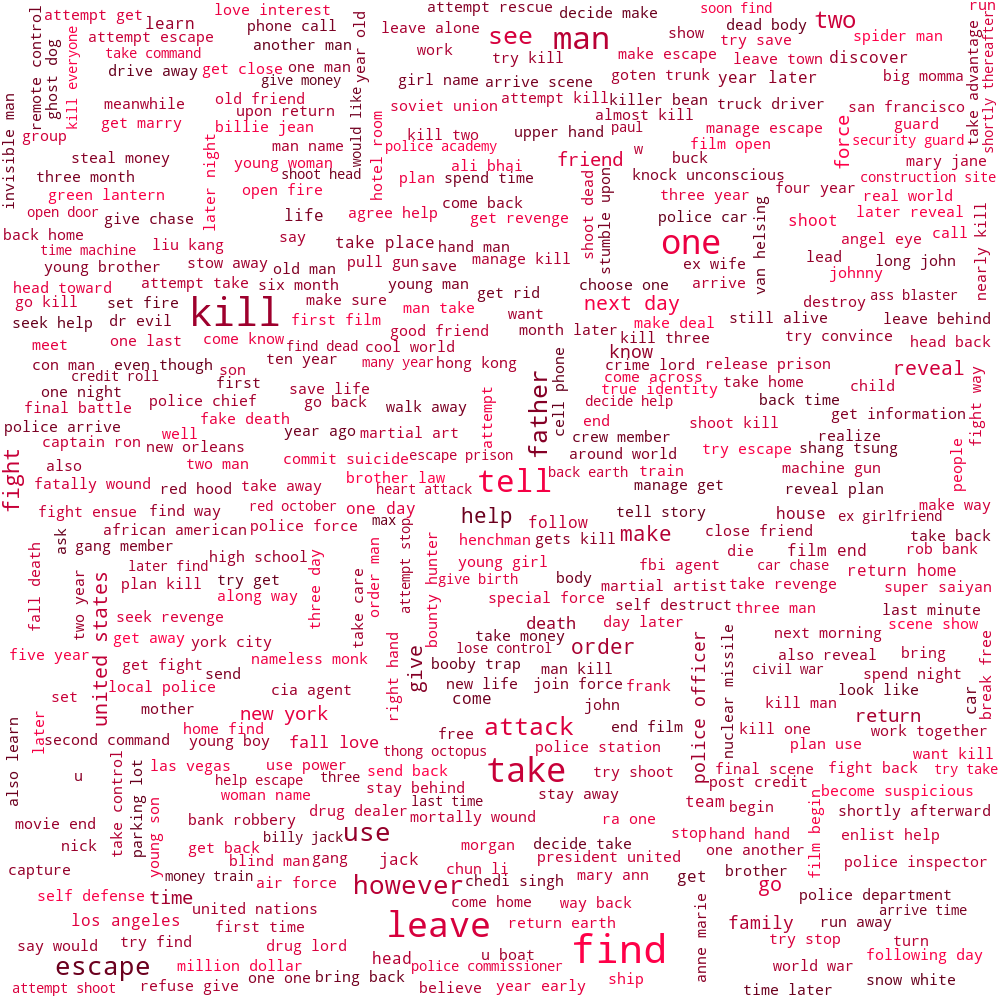 attempt get
love interest
attempt rescue
decide make
soon find
run
remote control
ghost dog
learn
phone call
leave alone
see
man
show
dead body
two
spider man
take advantage
shortly thereafter
kill everyone
attempt escape
another man
work
try kill
make escape
try save
leave town
discover
take command
one man
would like
year old
drive away
get close
give money
girl name
arrive scene
goten trunk
year later
big momma
meanwhile
old friend
upon return
soviet union
attempt kill
killer bean
truck driver
san francisco
invisible man
get marry
billie jean
hotel room
almost kill
paul
manage escape
force
guard
group
man name
kill two
upper hand
w
film open
security guard
steal money
later night
young woman
shoot head
police academy
ali bhai
friend
buck
knock unconscious
mary jane
three month
plan
spend time
shoot dead
stumble upon
four year
construction site
green lantern
open fire
come back
three year
real world
open door
give chase
life
agree help
get revenge
police car
van helsing
shoot
later reveal
back home
say
take place
hand man
one
angel eye
call
nearly kill
time machine
liu kang
pull gun
save
manage kill
ex wife
lead
long john
young brother
stow away
old man
young man
choose one
arrive
johnny
head toward
attempt take
six month
get rid
next day
destroy
ass blaster
go kill
set fire
kill
make sure
man take
want
still alive
leave behind
seek help
dr evil
first film
good friend
month later
make deal
try convince
head back
meet
one last
come know
find dead
cool world
kill three
know
crime lord
release prison
reveal
con man
even though
son
ten year
many year
hong kong
father
cell phone
come across
true identity
take home
child
fight way
credit roll
first
save life
one night
police chief
go back
walk away
attempt
decide help
back time
get information
final battle
fake death
end
shoot kill
police arrive
well
year ago
martial art
crew member
realize
captain ron
new orleans
try escape
shang tsung
fight
also
two man
commit suicide
escape prison
around world
people
machine gun
fatally wound
red hood
take away
brother law
heart attack
tell
back earth
train
manage get
reveal plan
make way
fight ensue
find way
red october
one day
help
tell story
house
ex girlfriend
african american
police force
max
follow
make
close friend
take back
ask
gang member
attempt stop
henchman
gets kill
die
film end
rob bank
fall death
two year
later find
high school
three day
order man
bounty hunter
young girl
fbi agent
car chase
return home
plan kill
try get
take care
give birth
body
martial artist
take revenge
super saiyan
along way
special force
self destruct
three man
last minute
united states
seek revenge
death
day later
scene show
get away
york city
take money
next morning
five year
nameless monk
lose control
order
police officer
nuclear missile
also reveal
bring
get fight
send
right hand
give
booby trap
man kill
civil war
spend night
local police
cia agent
new life
join force
frank
look like
car
break free
set
mother
come
john
kill man
later
home find
new york
free
attack
end film
kill one
return
work together
second command
young boy
fall love
thong octopus
police station
plan use
want kill
also learn
u
take control
parking lot
las vegas
use power
three
send back
take
try shoot
final scene
fight back
try take
help escape
stay behind
post credit
woman name
last time
stay away
team
begin
film begin
become suspicious
movie end
bank robbery
drug dealer
mortally wound
ra one
shortly afterward
nick
young son
billy jack
use
morgan
decide take
stop
hand hand
enlist help
get back
one another
capture
blind man
gang
jack
president united
police inspector
money train
chun li
brother
air force
however
chedi singh
mary ann
get
go
self defense
time
come home
way back
anne marie
police department
united nations
arrive time
los angeles
first time
leave
return earth
family
run away
say would
try find
drug lord
find
try stop
turn
u boat
following day
escape
million dollar
head
police commissioner
world war
attempt shoot
refuse give
one one
bring back
believe
year early
ship
time later
snow white